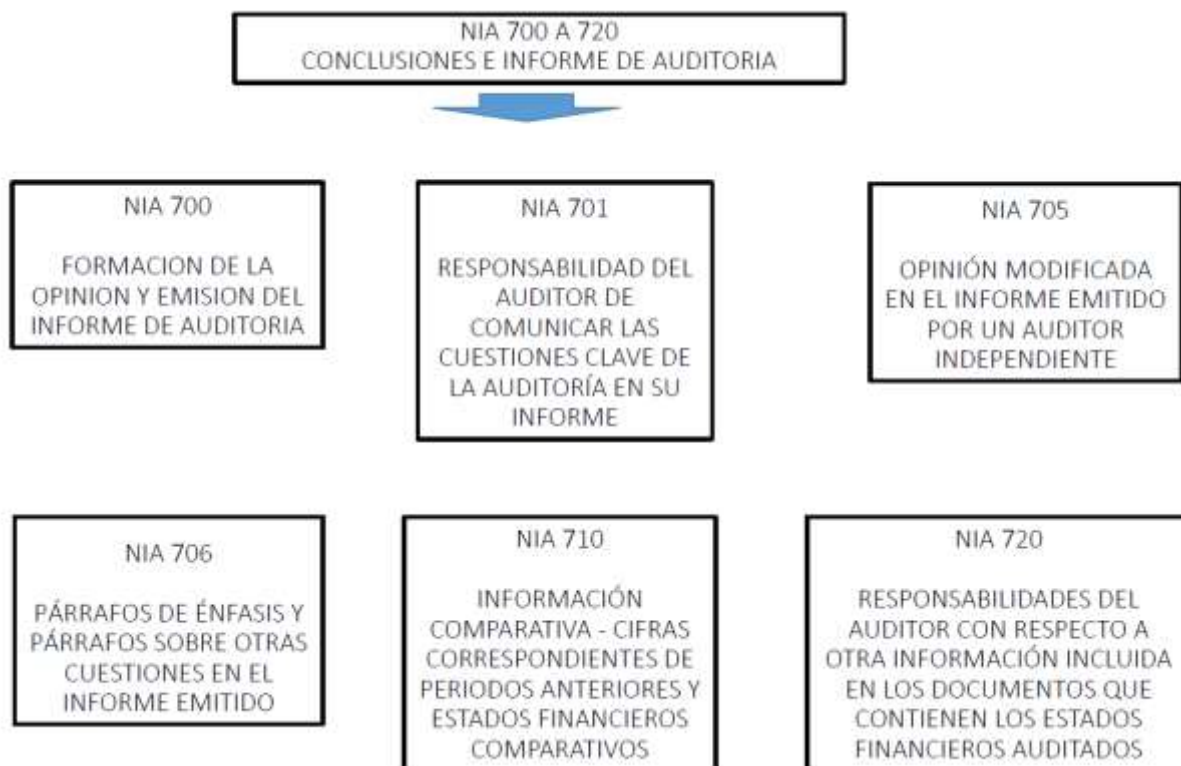 NIA 700 A 720
CONCLUSIONES E INFORME DE AUDITORIA
NIA 700
FORMACION DE LA
OPINION Y EMISION DEL
INFORME DE AUDITORIA
NIA 701
RESPONSABILIDAD DEL
AUDITOR DE
COMUNICAR LAS
CUESTIONES CLAVE DE
LA AUDITORÍA EN SU
INFORME
NIA 705
OPINIÓN MODIFICADA
EN EL INFORME EMITIDO
POR UN AUDITOR
INDEPENDIENTE
NIA 706
PÁRRAFOS DE ÉNFASIS Y
PÁRRAFOS SOBRE OTRAS
CUESTIONES EN EL
INFORME EMITIDO
NIA 710
INFORMACIÓN
COMPARATIVA - CIFRAS
CORRESPONDIENTES DE
PERIODOS ANTERIORES Y
ESTADOS FINANCIEROS
COMPARATIVOS
NIA 720
RESPONSABILIDADES DEL
AUDITOR CON RESPECTO A
OTRA INFORMACIÓN INCLUIDA
EN LOS DOCUMENTOS QUE
CONTIENEN LOS ESTADOS
FINANCIEROS AUDITADOS